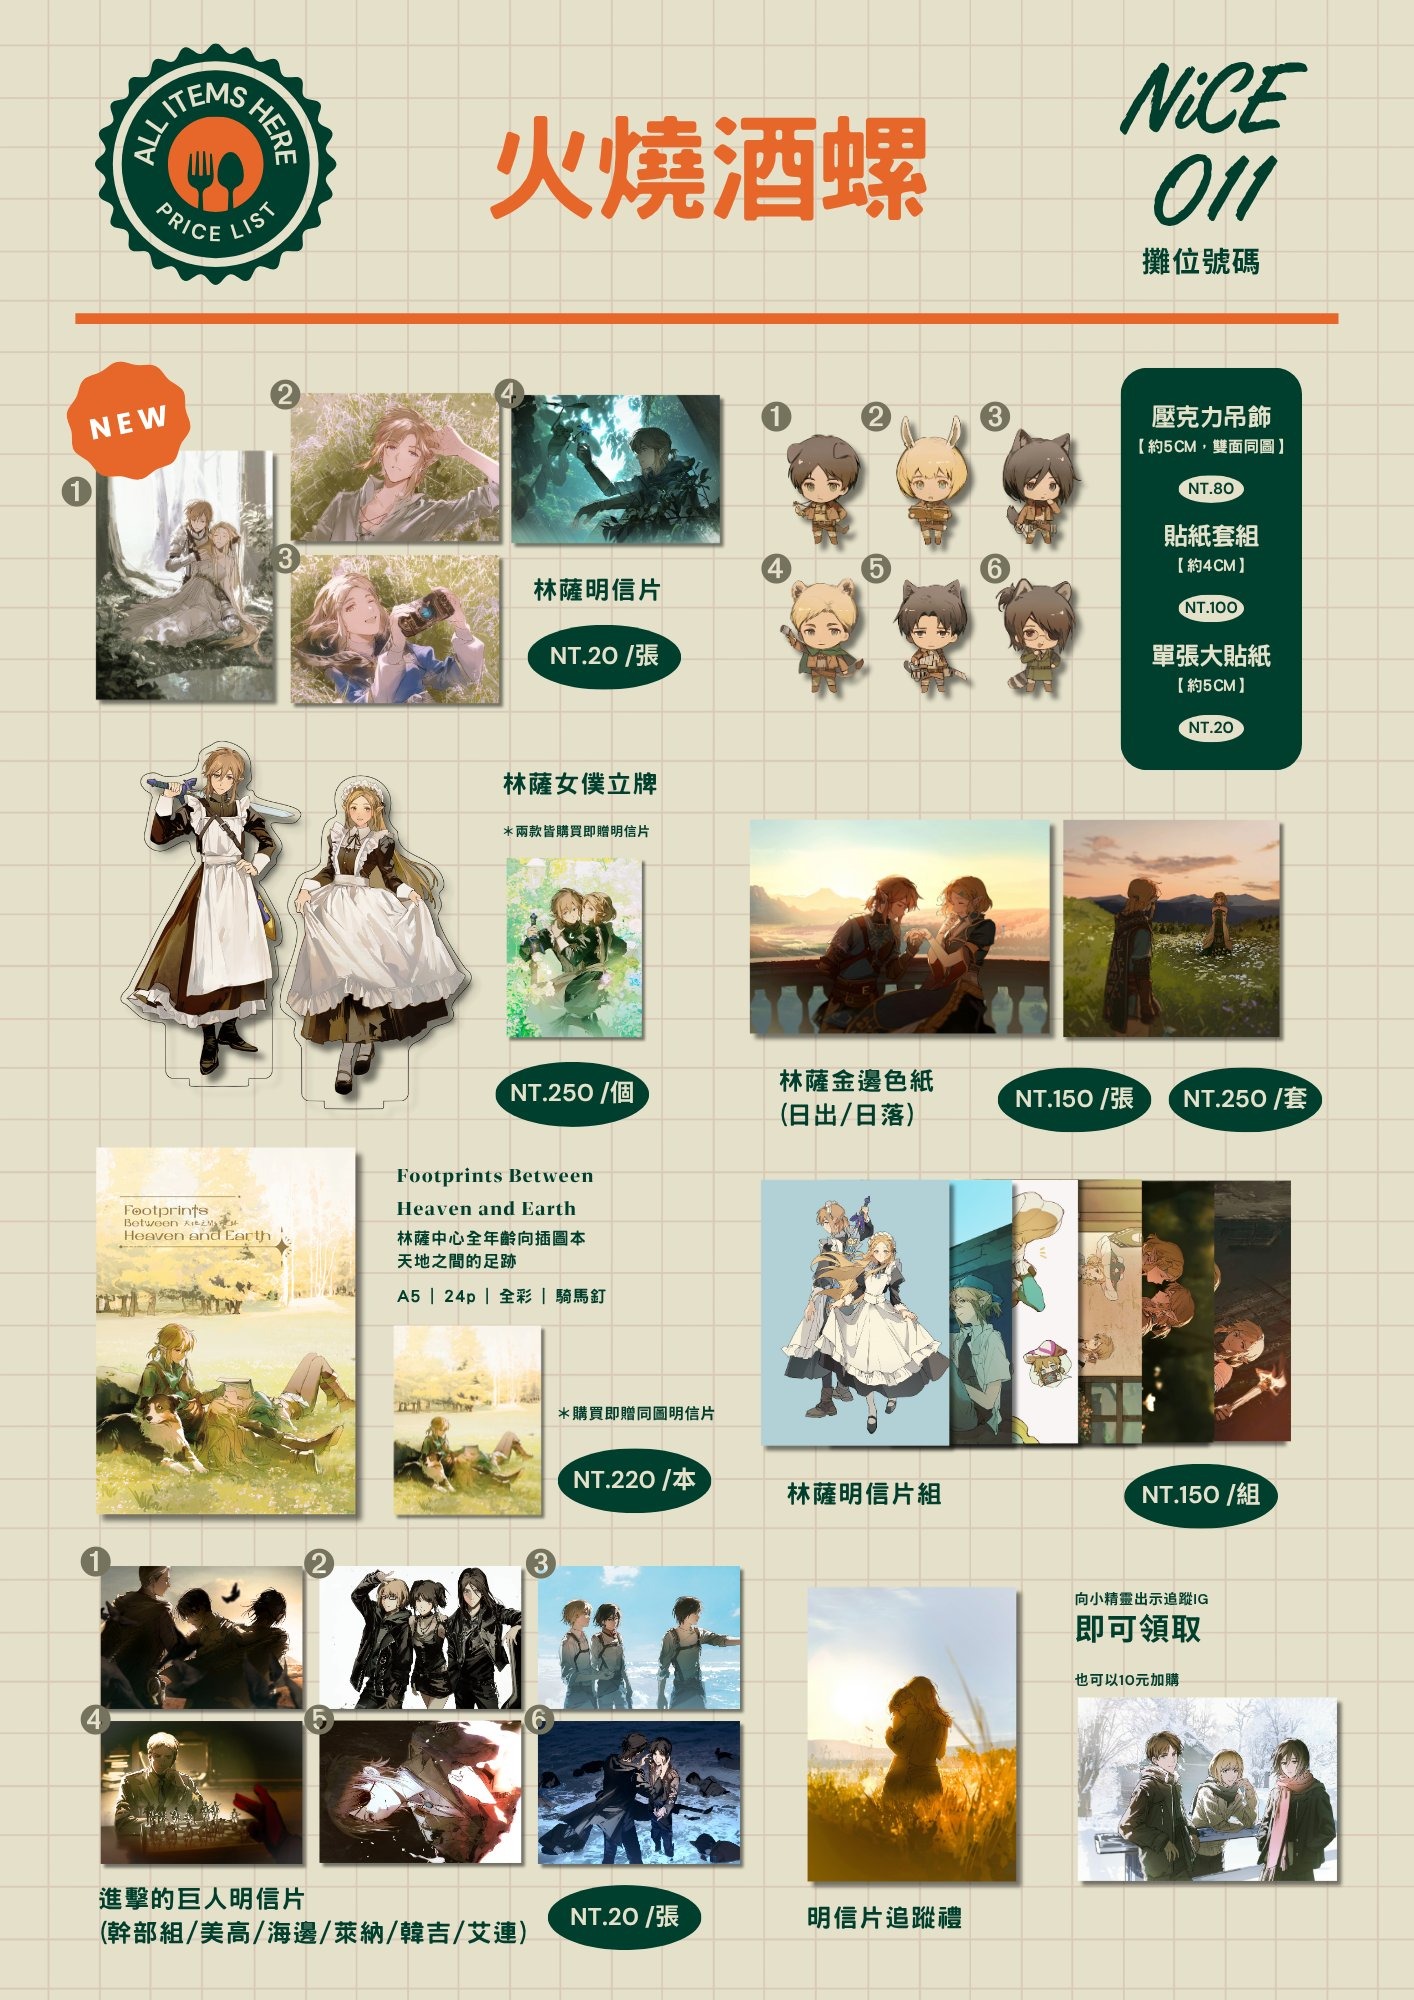 ALL ITEMS HERE
PRICE LIST
火燒酒螺
NiCE
011
攤位號碼
NEW
1
2
3
4
林薩明信片
NT.20 /張
1
2
3
4
5
6
壓克力吊飾
【約5CM，雙面同圖】
NT.80
貼紙套組
【約4CM】
NT.100
單張大貼紙
【約5CM】
NT.20
林薩女僕立牌
＊兩款皆購買即贈明信片
NT.250 /個
林薩金邊色紙
(日出/日落)
NT.150 /張
NT.250 /套
Footprints
Between 天地之間的足跡
Heaven and Earth
Footprints Between
Heaven and Earth
林薩中心全年齡向插圖本
天地之間的足跡
A5 | 24p | 全彩 | 騎馬釘
＊購買即贈同圖明信片
NT.220 /本
林薩明信片組
NT.150 /組
1
2
3
4
5
6
進擊的巨人明信片
(幹部組/美高/海邊/萊納/韓吉/艾連)
NT.20 /張
明信片追蹤禮
向小精靈出示追蹤IG
即可領取
也可以10元加購